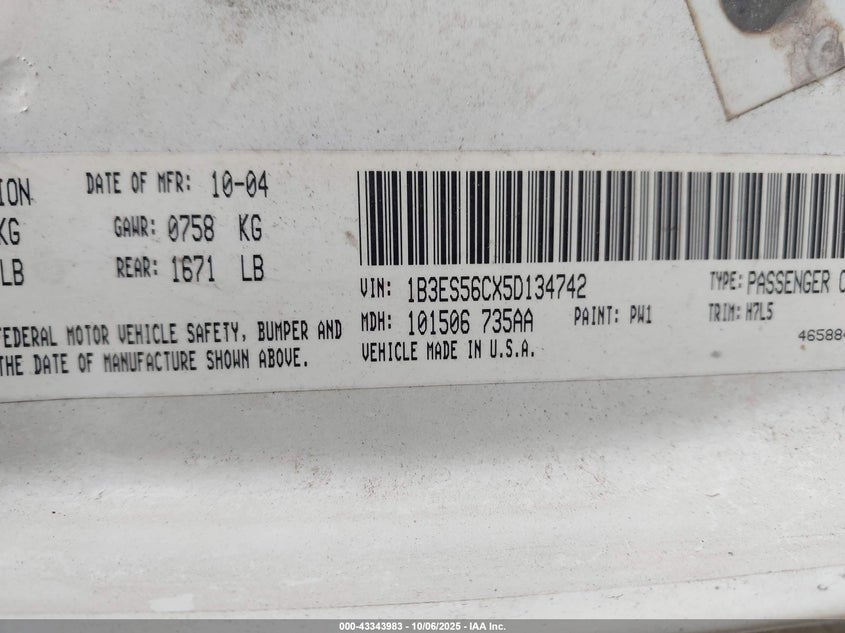 ION DATE OF MFR: 10-04
KG GAWR: 0758 KG
LB REAR: 1671 LB
FEDERAL MOTOR VEHICLE SAFETY, BUMPER AND
THE DATE OF MANUFACTURE SHOWN ABOVE.
VIN: 1B3ES56CX5D134742 TYPE: PASSENGER C
MDH: 101506 735AA PAINT: PW1 TRIM: H7L5
VEHICLE MADE IN U.S.A. 46588
000-43343983 - 10/06/2025 - IAA Inc.